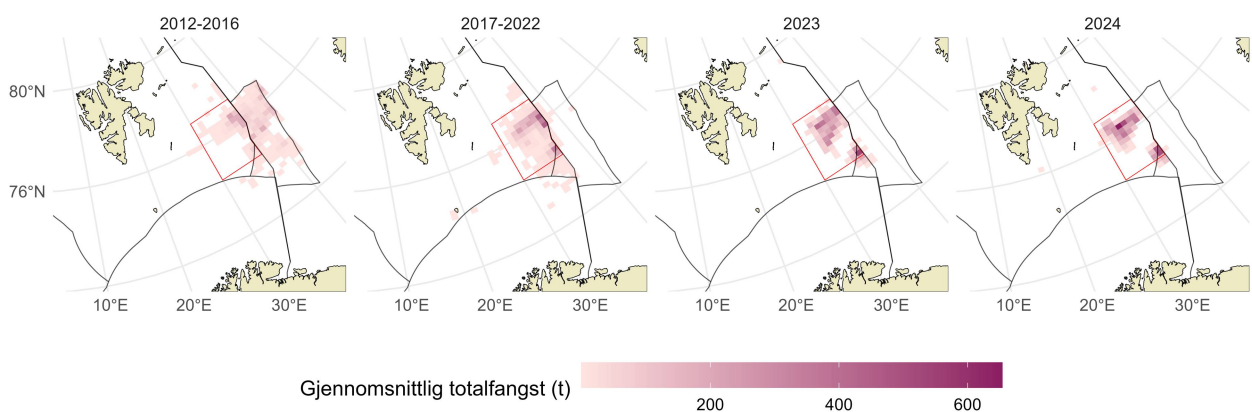 2012-2016 2017-2022 2023 2024
80°N
76°N
10°E 20°E 30°E 10°E 20°E 30°E 10°E 20°E 30°E 10°E 20°E 30°E
Gjennomsnittlig totalfangst (t)
200 400 600